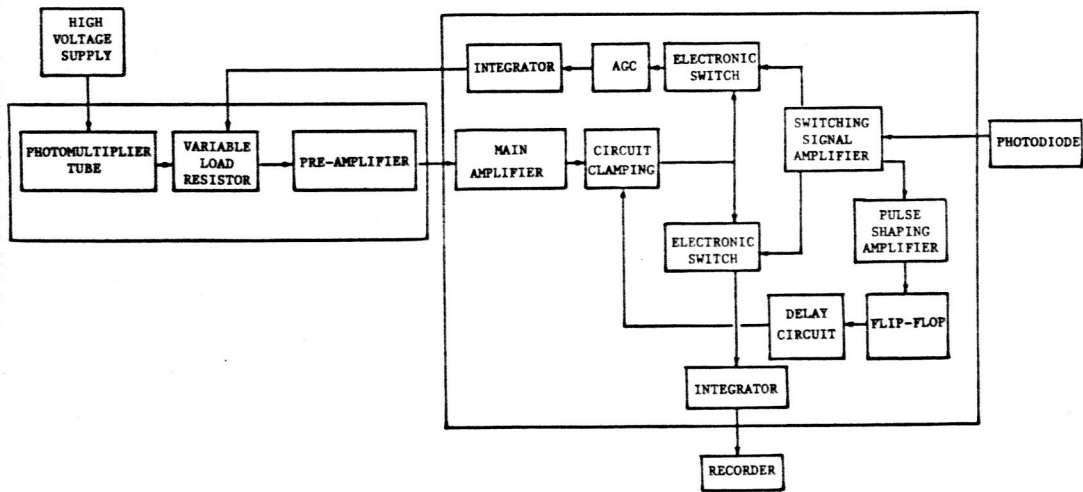 HIGH
VOLTAGE
SUPPLY
INTEGRATOR
AGC
ELECTRONIC
SWITCH
PHOTOMULTIPLIER
TUBE
VARIABLE
LOAD
RESISTOR
PRE-AMPLIFIER
MAIN
AMPLIFIER
CIRCUIT
CLAMPING
SWITCHING
SIGNAL
AMPLIFIER
PHOTODIODE
ELECTRONIC
SWITCH
PULSE
SHAPING
AMPLIFIER
DELAY
CIRCUIT
FLIP-FLOP
INTEGRATOR
RECORDER